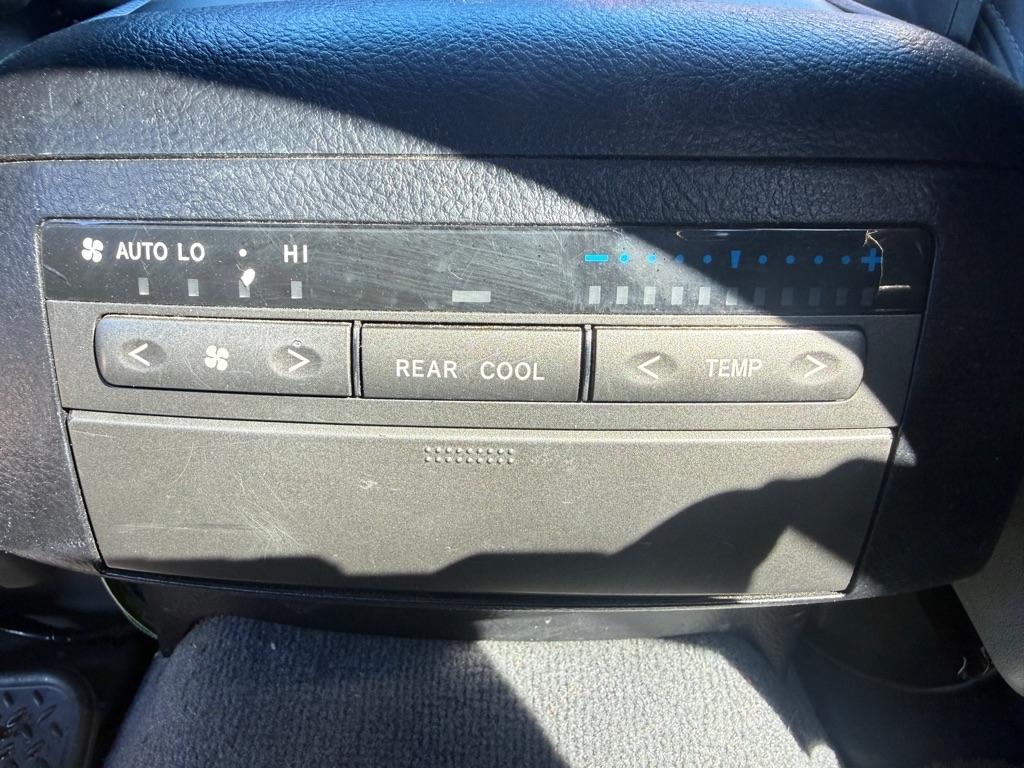 AUTO LO • HI − • • • • ▼ • • • • +
< > REAR COOL < TEMP >